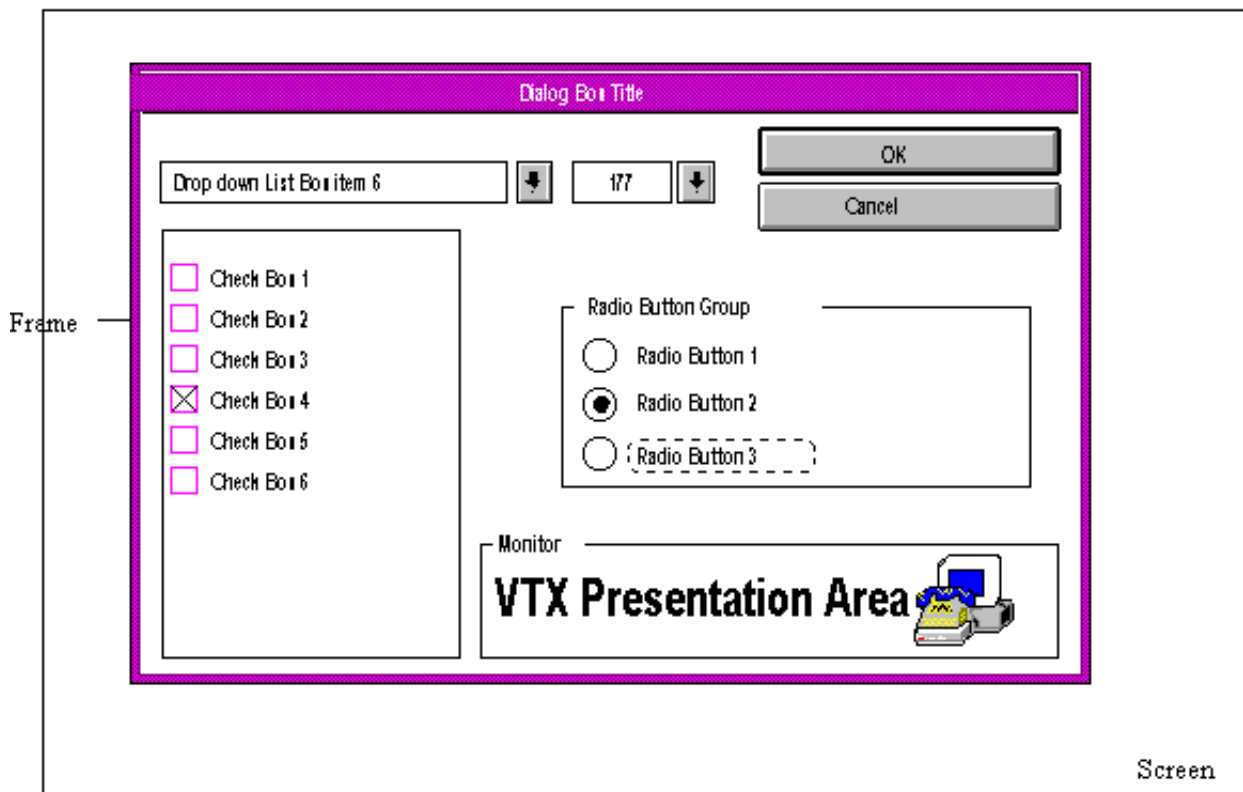 Dialog Box Title
Drop down List Box item 6
177
OK
Cancel
Check Box 1
Check Box 2
Check Box 3
Check Box 4
Check Box 5
Check Box 6
Frame
Radio Button Group
Radio Button 1
Radio Button 2
Radio Button 3
Monitor
VTX Presentation Area
Screen